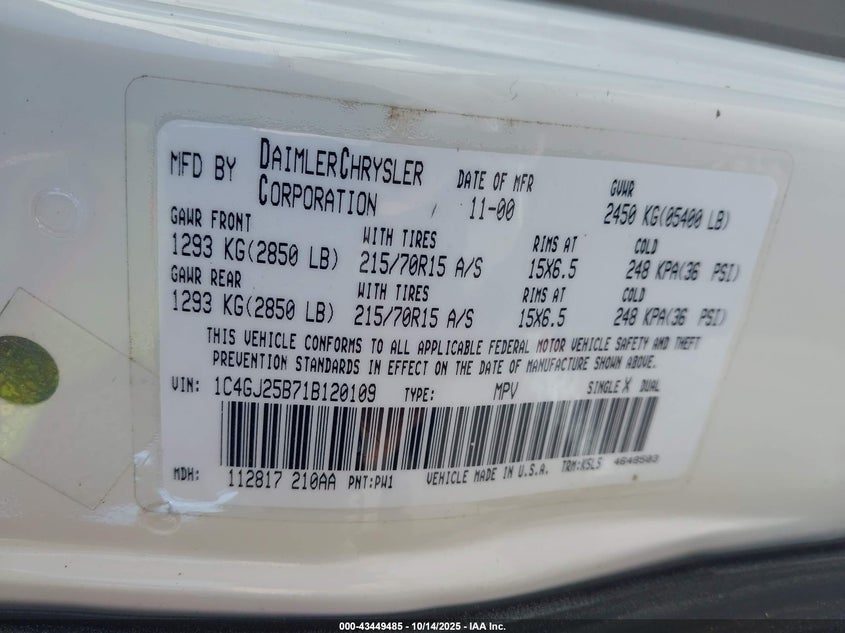 MFD BY DAIMLERCHRYSLER CORPORATION DATE OF MFR 11-00 GVWR 2450 KG(05400 LB)
GAWR FRONT WITH TIRES RIMS AT COLD
1293 KG(2850 LB) 215/70R15 A/S 15X6.5 248 KPA(36 PSI)
GAWR REAR WITH TIRES RIMS AT COLD
1293 KG(2850 LB) 215/70R15 A/S 15X6.5 248 KPA(36 PSI)
THIS VEHICLE CONFORMS TO ALL APPLICABLE FEDERAL MOTOR VEHICLE SAFETY AND THEFT
PREVENTION STANDARDS IN EFFECT ON THE DATE OF MANUFACTURE SHOWN ABOVE.
VIN: 1C4GJ25B71B120109 TYPE: MPV SINGLE X DUAL
MDH: 112817 210AA PNT:PW1 VEHICLE MADE IN U.S.A. TRM:KSL5 4649503
000-43449485 - 10/14/2025 - IAA Inc.